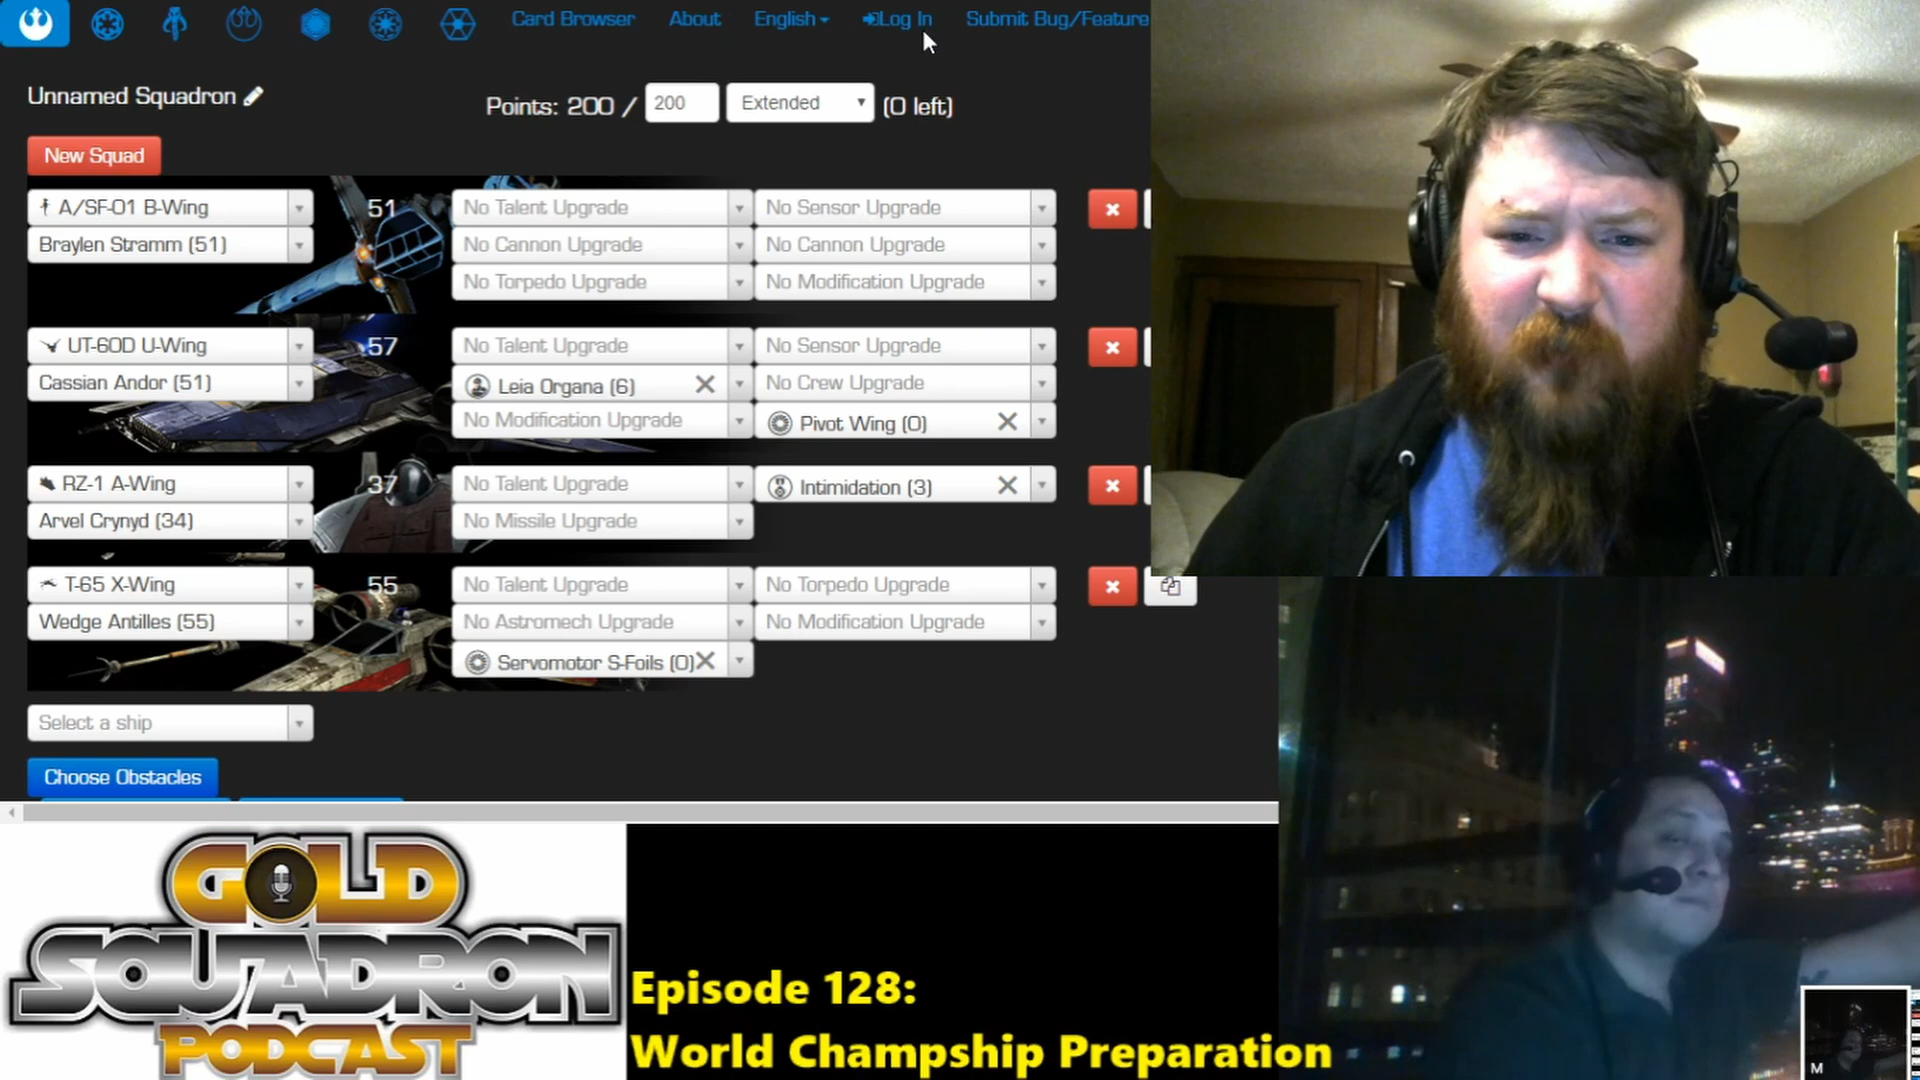 Card Browser About English Log In Submit Bug/Feature
Unnamed Squadron
Points: 200 / 200 Extended (0 left)
New Squad
A/SF-01 B-Wing 51 No Talent Upgrade No Sensor Upgrade
Braylen Stramm (51) No Cannon Upgrade No Cannon Upgrade
No Torpedo Upgrade No Modification Upgrade
UT-60D U-Wing 57 No Talent Upgrade No Sensor Upgrade
Cassian Andor (51) Leia Organa (6) No Crew Upgrade
No Modification Upgrade Pivot Wing (0)
RZ-1 A-Wing 37 No Talent Upgrade Intimidation (3)
Arvel Crynyd (34) No Missile Upgrade
T-65 X-Wing 55 No Talent Upgrade No Torpedo Upgrade
Wedge Antilles (55) No Astromech Upgrade No Modification Upgrade
Servomotor S-Foils (0)
Select a ship
Choose Obstacles
GOLD
SQUADRON
PODCAST
Episode 128:
World Champship Preparation
M